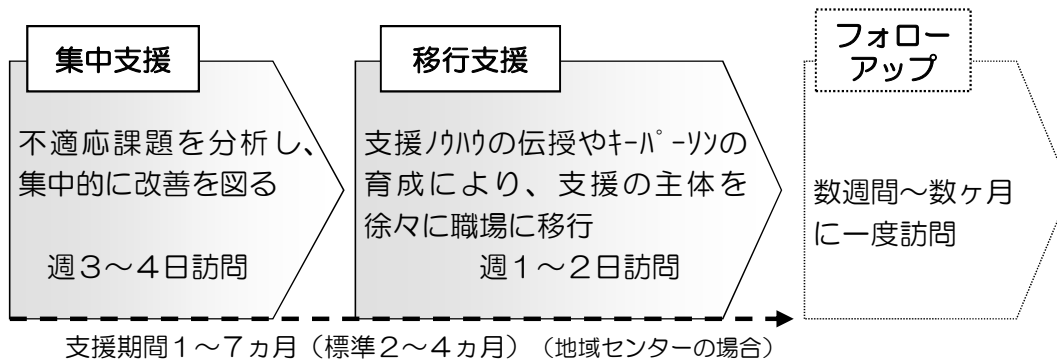 集中支援
不適応課題を分析し、
集中的に改善を図る
週３～４日訪問
移行支援
支援ﾉｳﾊｳの伝授やｷｰﾊﾟｰｿﾝの
育成により、支援の主体を
徐々に職場に移行
週１～２日訪問
フォロー
アップ
数週間～数ヶ月
に一度訪問
支援期間１～７ヵ月（標準２～４ヵ月）（地域センターの場合）